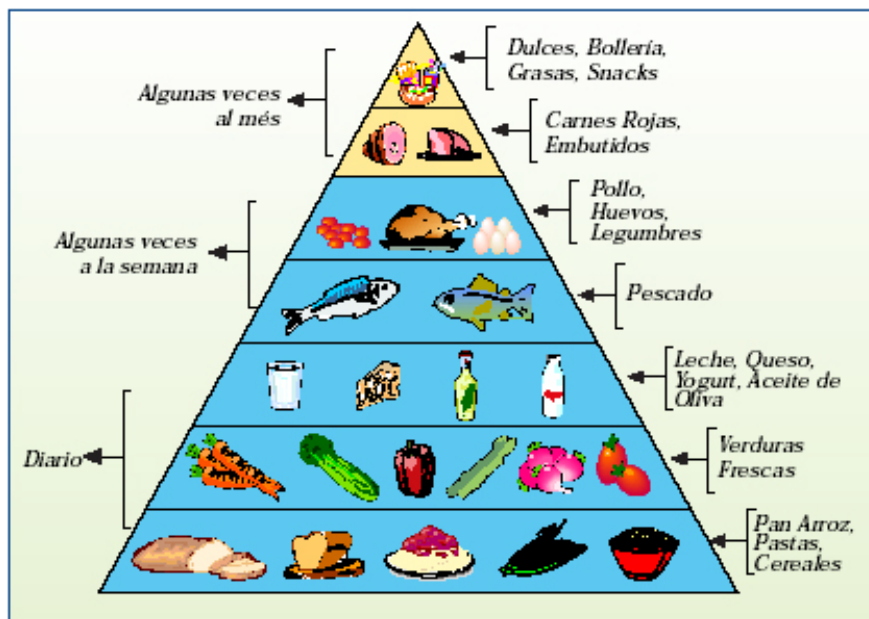 Dulces, Bollería,
Grasas, Snacks
Algunas veces
al més
Carnes Rojas,
Embutidos
Pollo,
Huevos,
Legumbres
Algunas veces
a la semana
Pescado
Leche, Queso,
Yogurt, Aceite de
Oliva
Diario
Verduras
Frescas
Pan Arroz,
Pastas,
Cereales